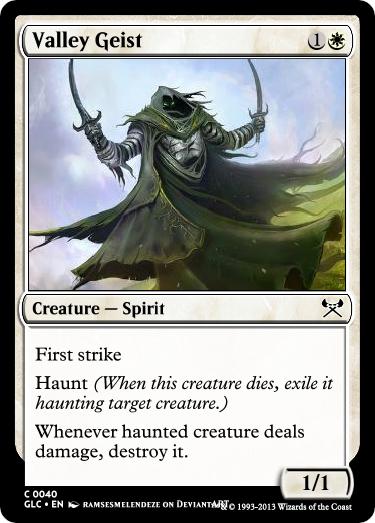 Valley Geist 1
Creature — Spirit
First strike
Haunt (When this creature dies, exile it
haunting target creature.)
Whenever haunted creature deals
damage, destroy it.
1/1
C 0040
GLC • EN RAMSESMELENDEZE ON DEVIANTART ™ & © 1993-2013 Wizards of the Coast